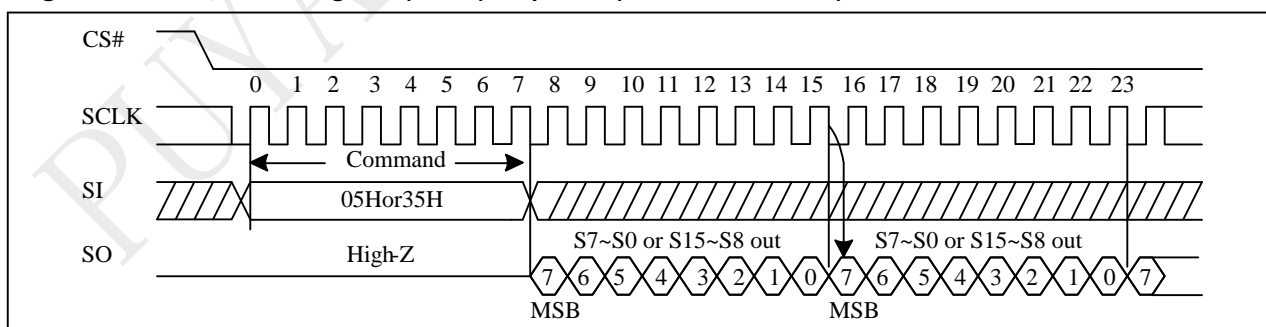 CS#
0 1 2 3 4 5 6 7 8 9 10 11 12 13 14 15 16 17 18 19 20 21 22 23
SCLK
Command
SI
05Hor35H
S7~S0 or S15~S8 out S7~S0 or S15~S8 out
SO
High-Z
7 6 5 4 3 2 1 0 7 6 5 4 3 2 1 0 7
MSB MSB
PUYA